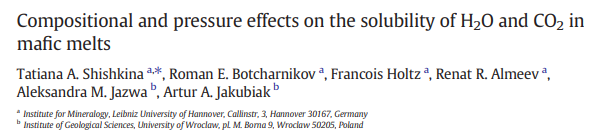 Compositional and pressure effects on the solubility of H₂O and CO₂ in
mafic melts
Tatiana A. Shishkina ᵃ,*, Roman E. Botcharnikov ᵃ, Francois Holtz ᵃ, Renat R. Almeev ᵃ,
Aleksandra M. Jazwa ᵇ, Artur A. Jakubiak ᵇ
ᵃ Institute for Mineralogy, Leibniz University of Hannover, Callinstr, 3, Hannover 30167, Germany
ᵇ Institute of Geological Sciences, University of Wroclaw, pl. M. Borna 9, Wroclaw 50205, Poland